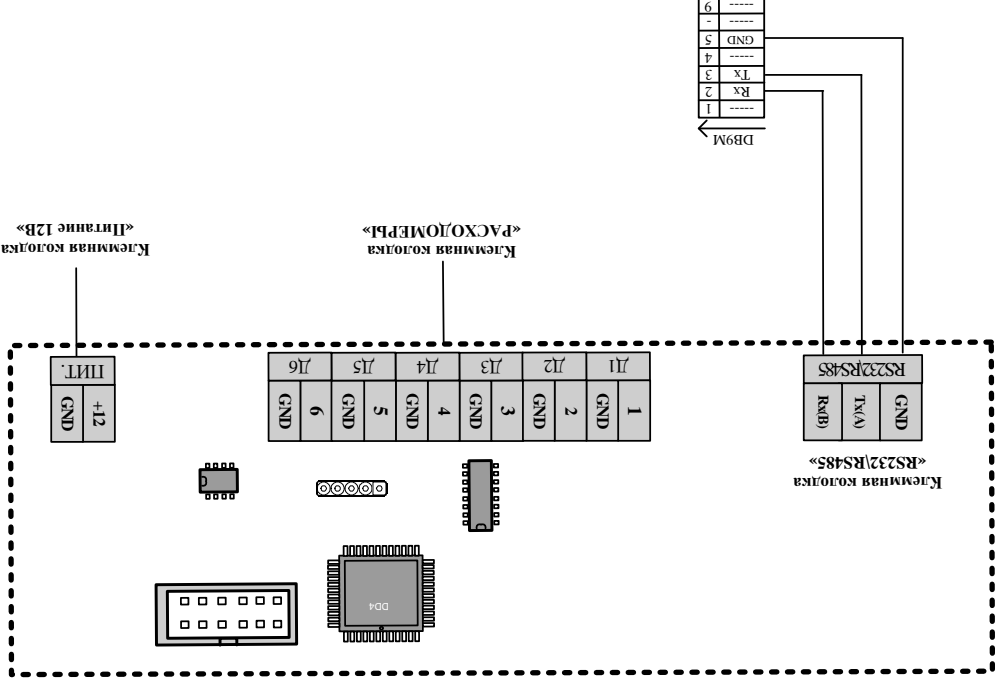 DD4
Клеммная колодка
«RS232\RS485»
GND
Tx(A)
Rx(B)
RS232\RS485
1
GND
2
GND
3
GND
4
GND
5
GND
6
GND
Д1
Д2
Д3
Д4
Д5
Д6
+12
GND
ПИТ.
Клеммная колодка
«РАСХОДОМЕРЫ»
Клеммная колодка
«Питание 12В»
DB9M
----- 1
Rx 2
Tx 3
----- 4
GND 5
----- -
----- 9